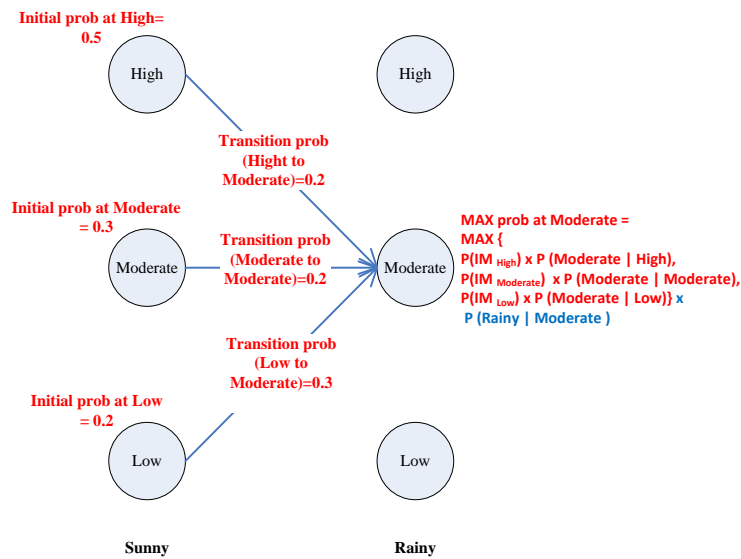 Initial prob at High=
0.5
High
High
Transition prob
(Hight to
Moderate)=0.2
Initial prob at Moderate
= 0.3
Moderate
Transition prob
(Moderate to
Moderate)=0.2
Moderate
MAX prob at Moderate =
MAX {
P(IM High) x P (Moderate | High),
P(IM Moderate) x P (Moderate | Moderate),
P(IM Low) x P (Moderate | Low)} x
P (Rainy | Moderate )
Transition prob
(Low to
Moderate)=0.3
Initial prob at Low
= 0.2
Low
Low
Sunny
Rainy